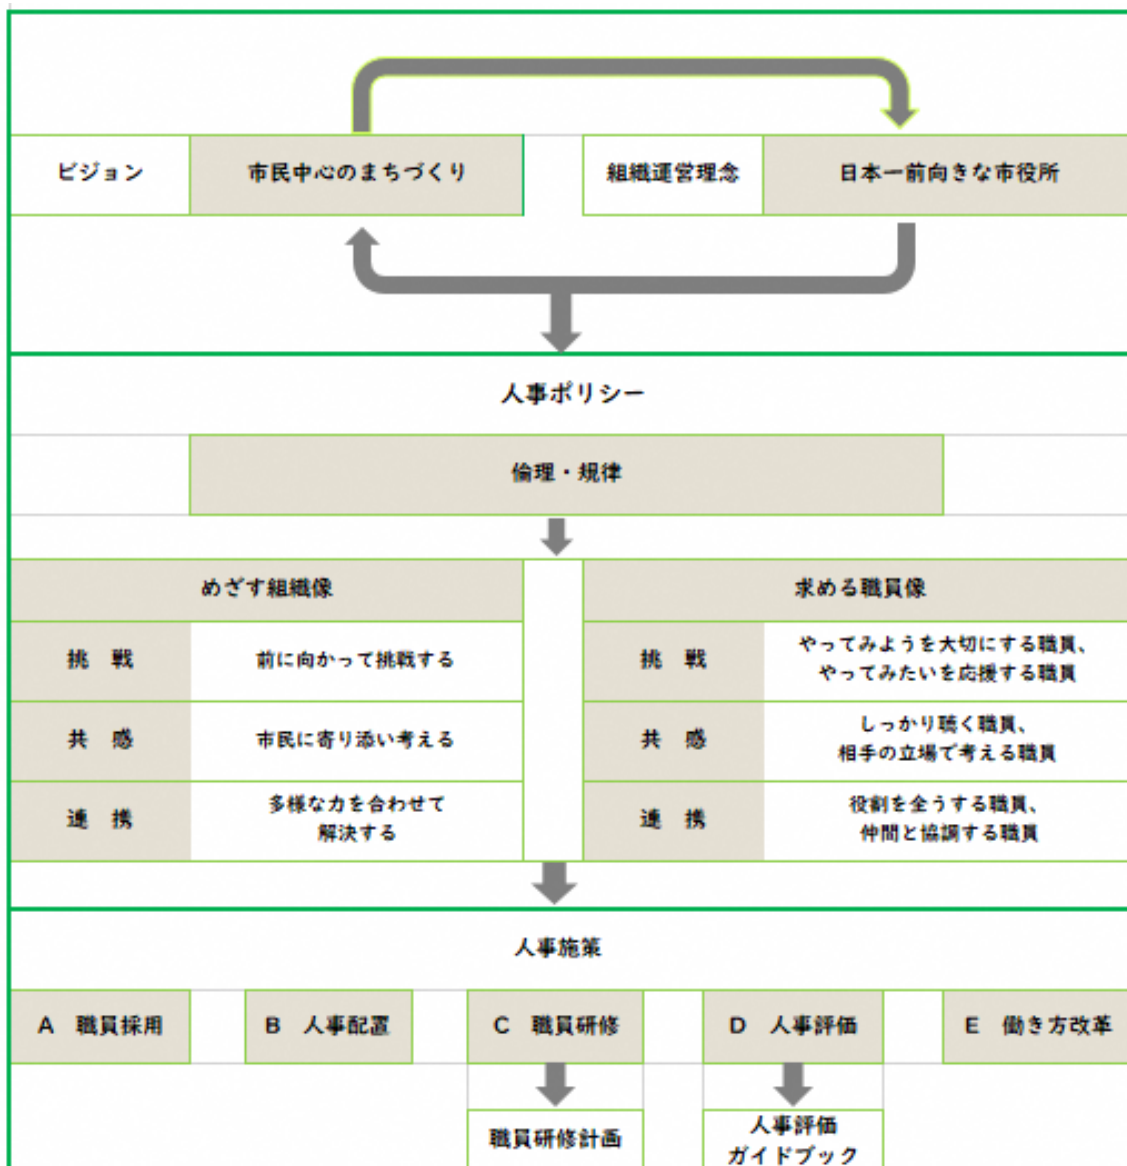 ビジョン
市民中心のまちづくり
組織運営理念
日本一前向きな市役所
人事ポリシー
倫理・規律
めざす組織像
挑　戦
前に向かって挑戦する
共　感
市民に寄り添い考える
連　携
多様な力を合わせて
解決する
求める職員像
挑　戦
やってみようを大切にする職員、
やってみたいを応援する職員
共　感
しっかり聴く職員、
相手の立場で考える職員
連　携
役割を全うする職員、
仲間と協調する職員
人事施策
A　職員採用
B　人事配置
C　職員研修
D　人事評価
E　働き方改革
職員研修計画
人事評価
ガイドブック